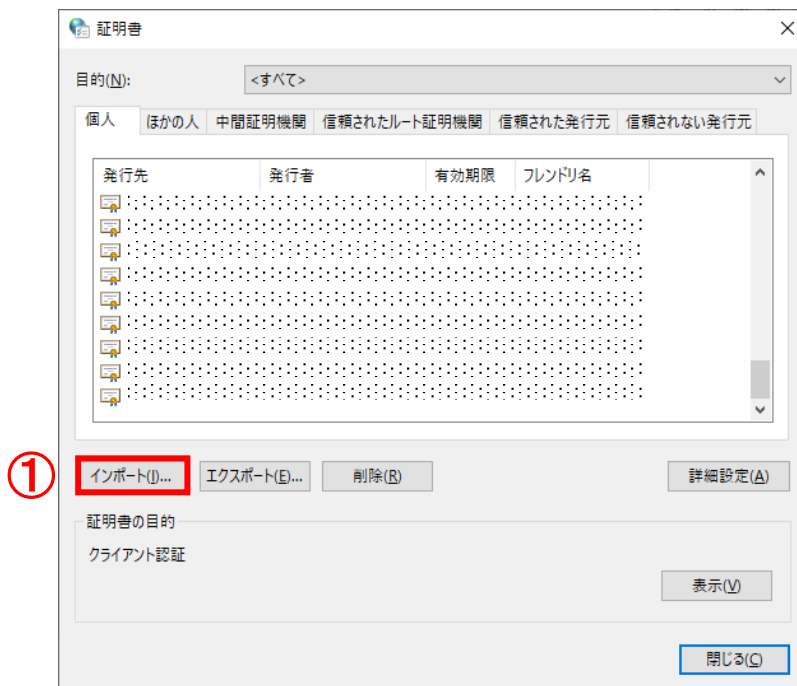 証明書
目的(N):
<すべて>
個人 ほかの人 中間証明機関 信頼されたルート証明機関 信頼された発行元 信頼されない発行元
発行先 発行者 有効期限 フレンドリ名
① インポート(I)... エクスポート(E)... 削除(R) 詳細設定(A)
証明書の目的
クライアント認証
表示(V)
閉じる(C)